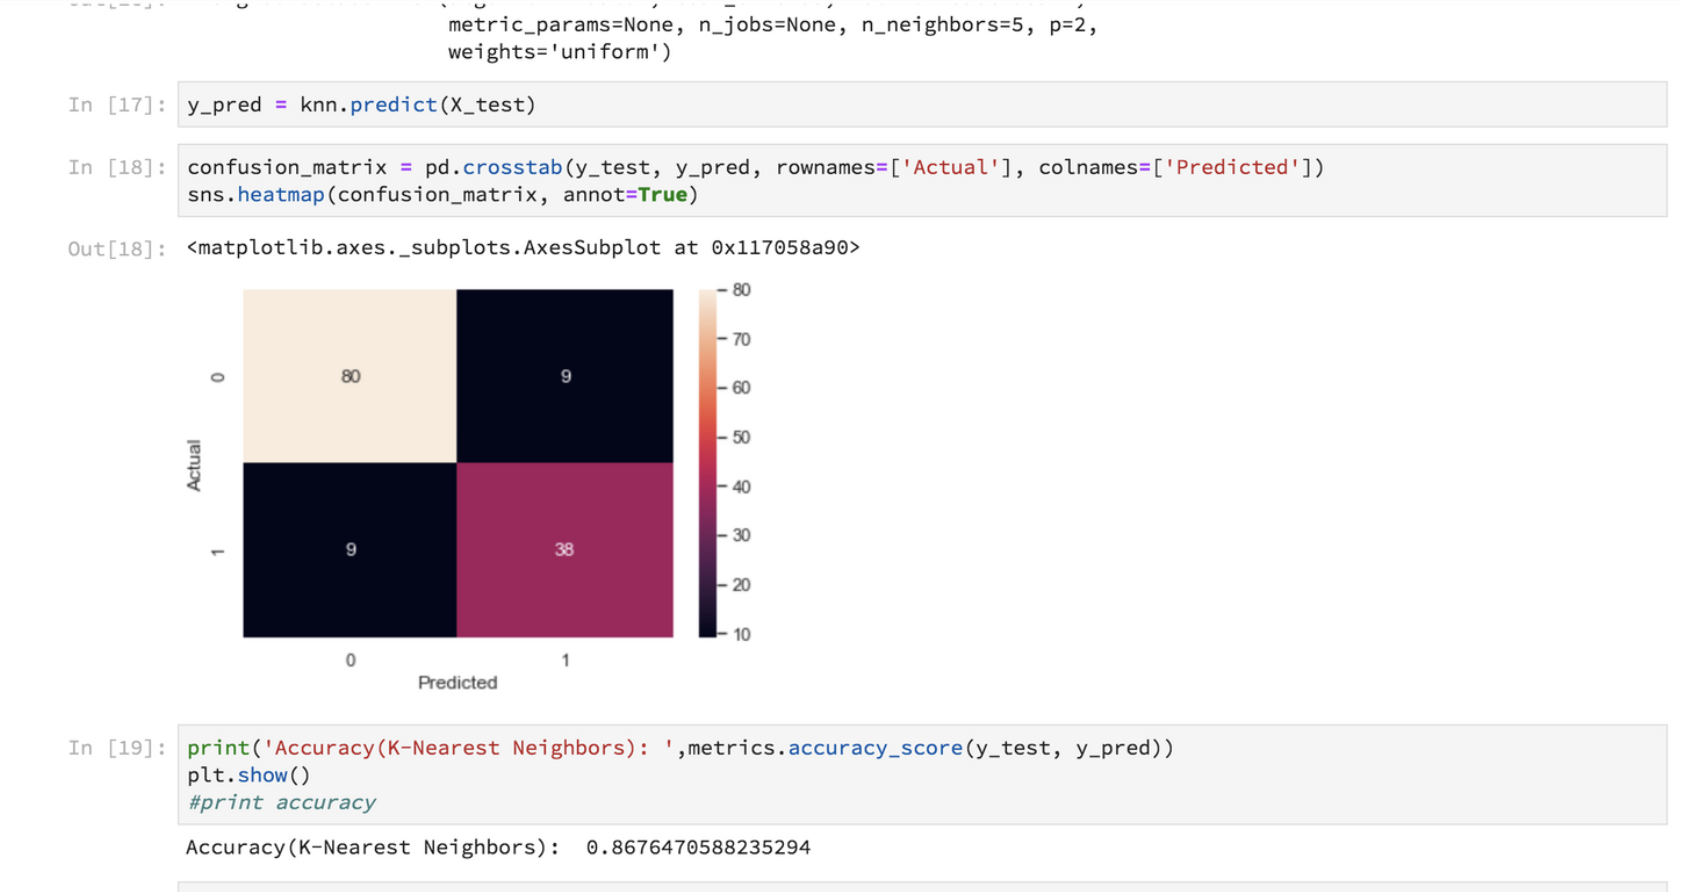 metric_params=None, n_jobs=None, n_neighbors=5, p=2,
weights='uniform')
In [17]: y_pred = knn.predict(X_test)
In [18]: confusion_matrix = pd.crosstab(y_test, y_pred, rownames=['Actual'], colnames=['Predicted'])
sns.heatmap(confusion_matrix, annot=True)
Out[18]: <matplotlib.axes._subplots.AxesSubplot at 0x117058a90>
80
70
60
50
40
30
20
10
Actual
0
80 9
1
9 38
0 1
Predicted
In [19]: print('Accuracy(K-Nearest Neighbors): ',metrics.accuracy_score(y_test, y_pred))
plt.show()
#print accuracy
Accuracy(K-Nearest Neighbors):  0.8676470588235294